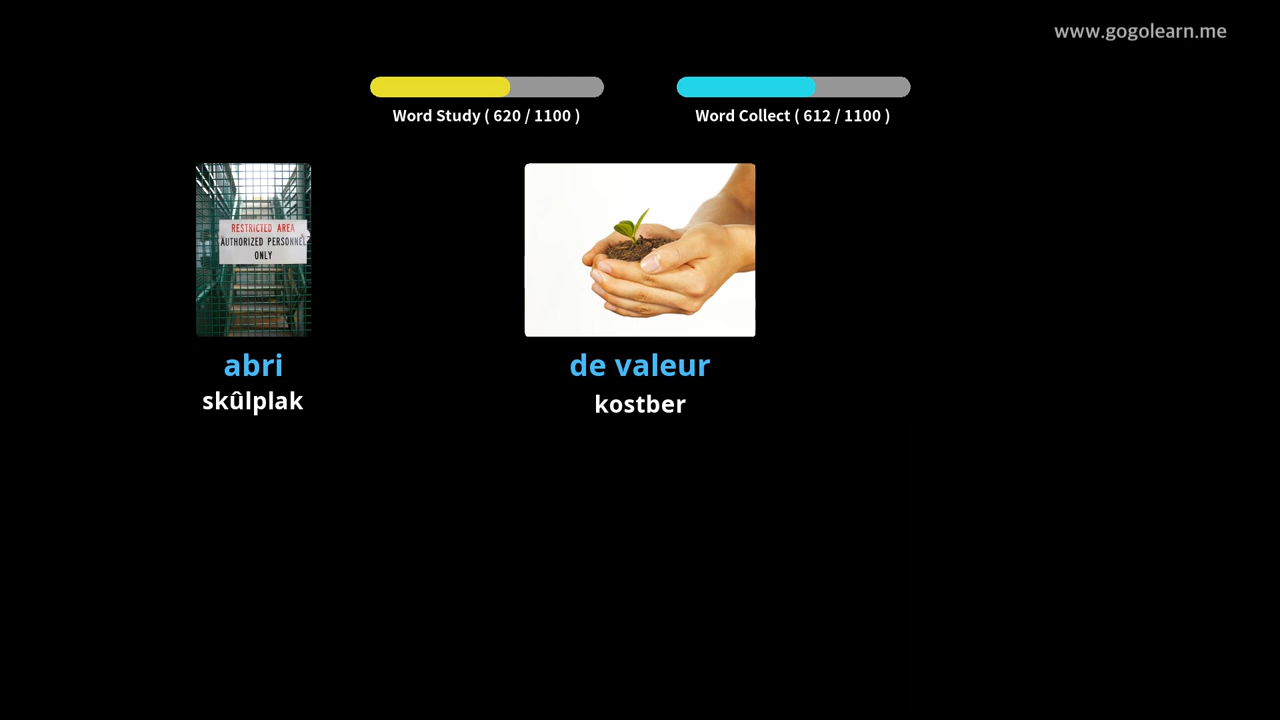 www.gogolearn.me
Word Study ( 620 / 1100 )
Word Collect ( 612 / 1100 )
RESTRICTED AREA
AUTHORIZED PERSONNEL
ONLY
abri
skûlplak
de valeur
kostber